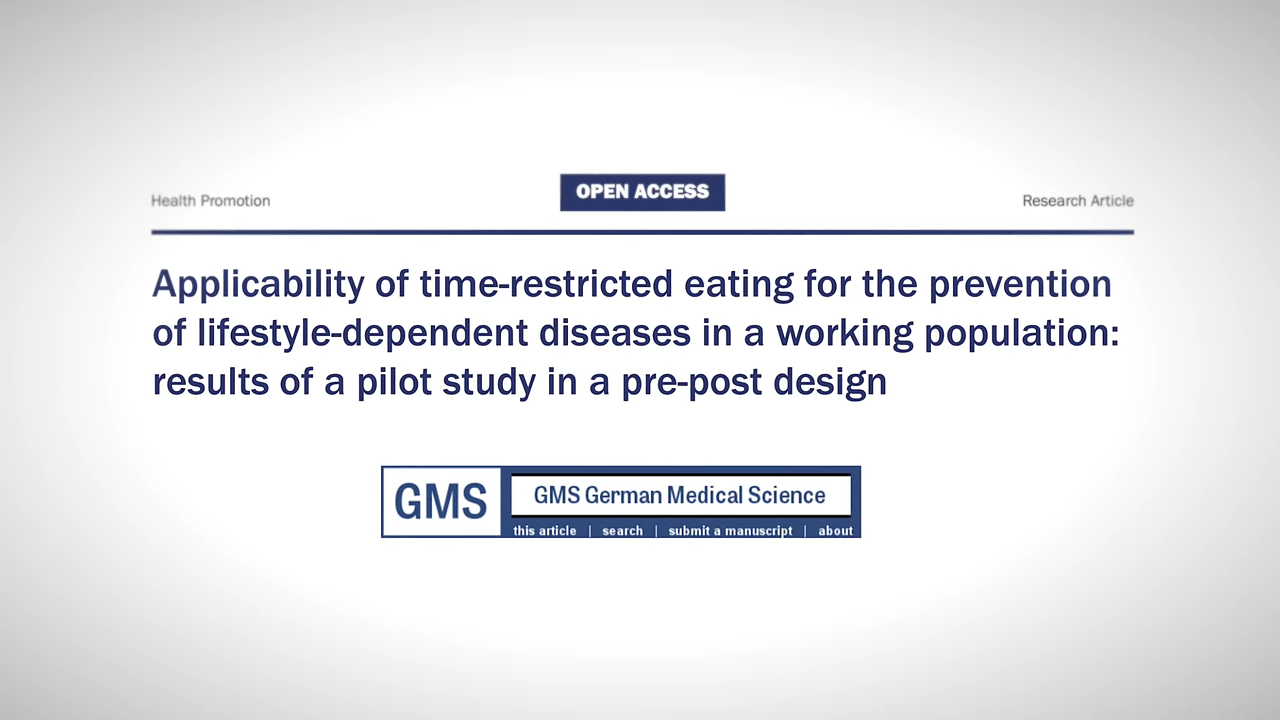 Health Promotion
OPEN ACCESS
Research Article
Applicability of time-restricted eating for the prevention
of lifestyle-dependent diseases in a working population:
results of a pilot study in a pre-post design
GMS
GMS German Medical Science
this article | search | submit a manuscript | about